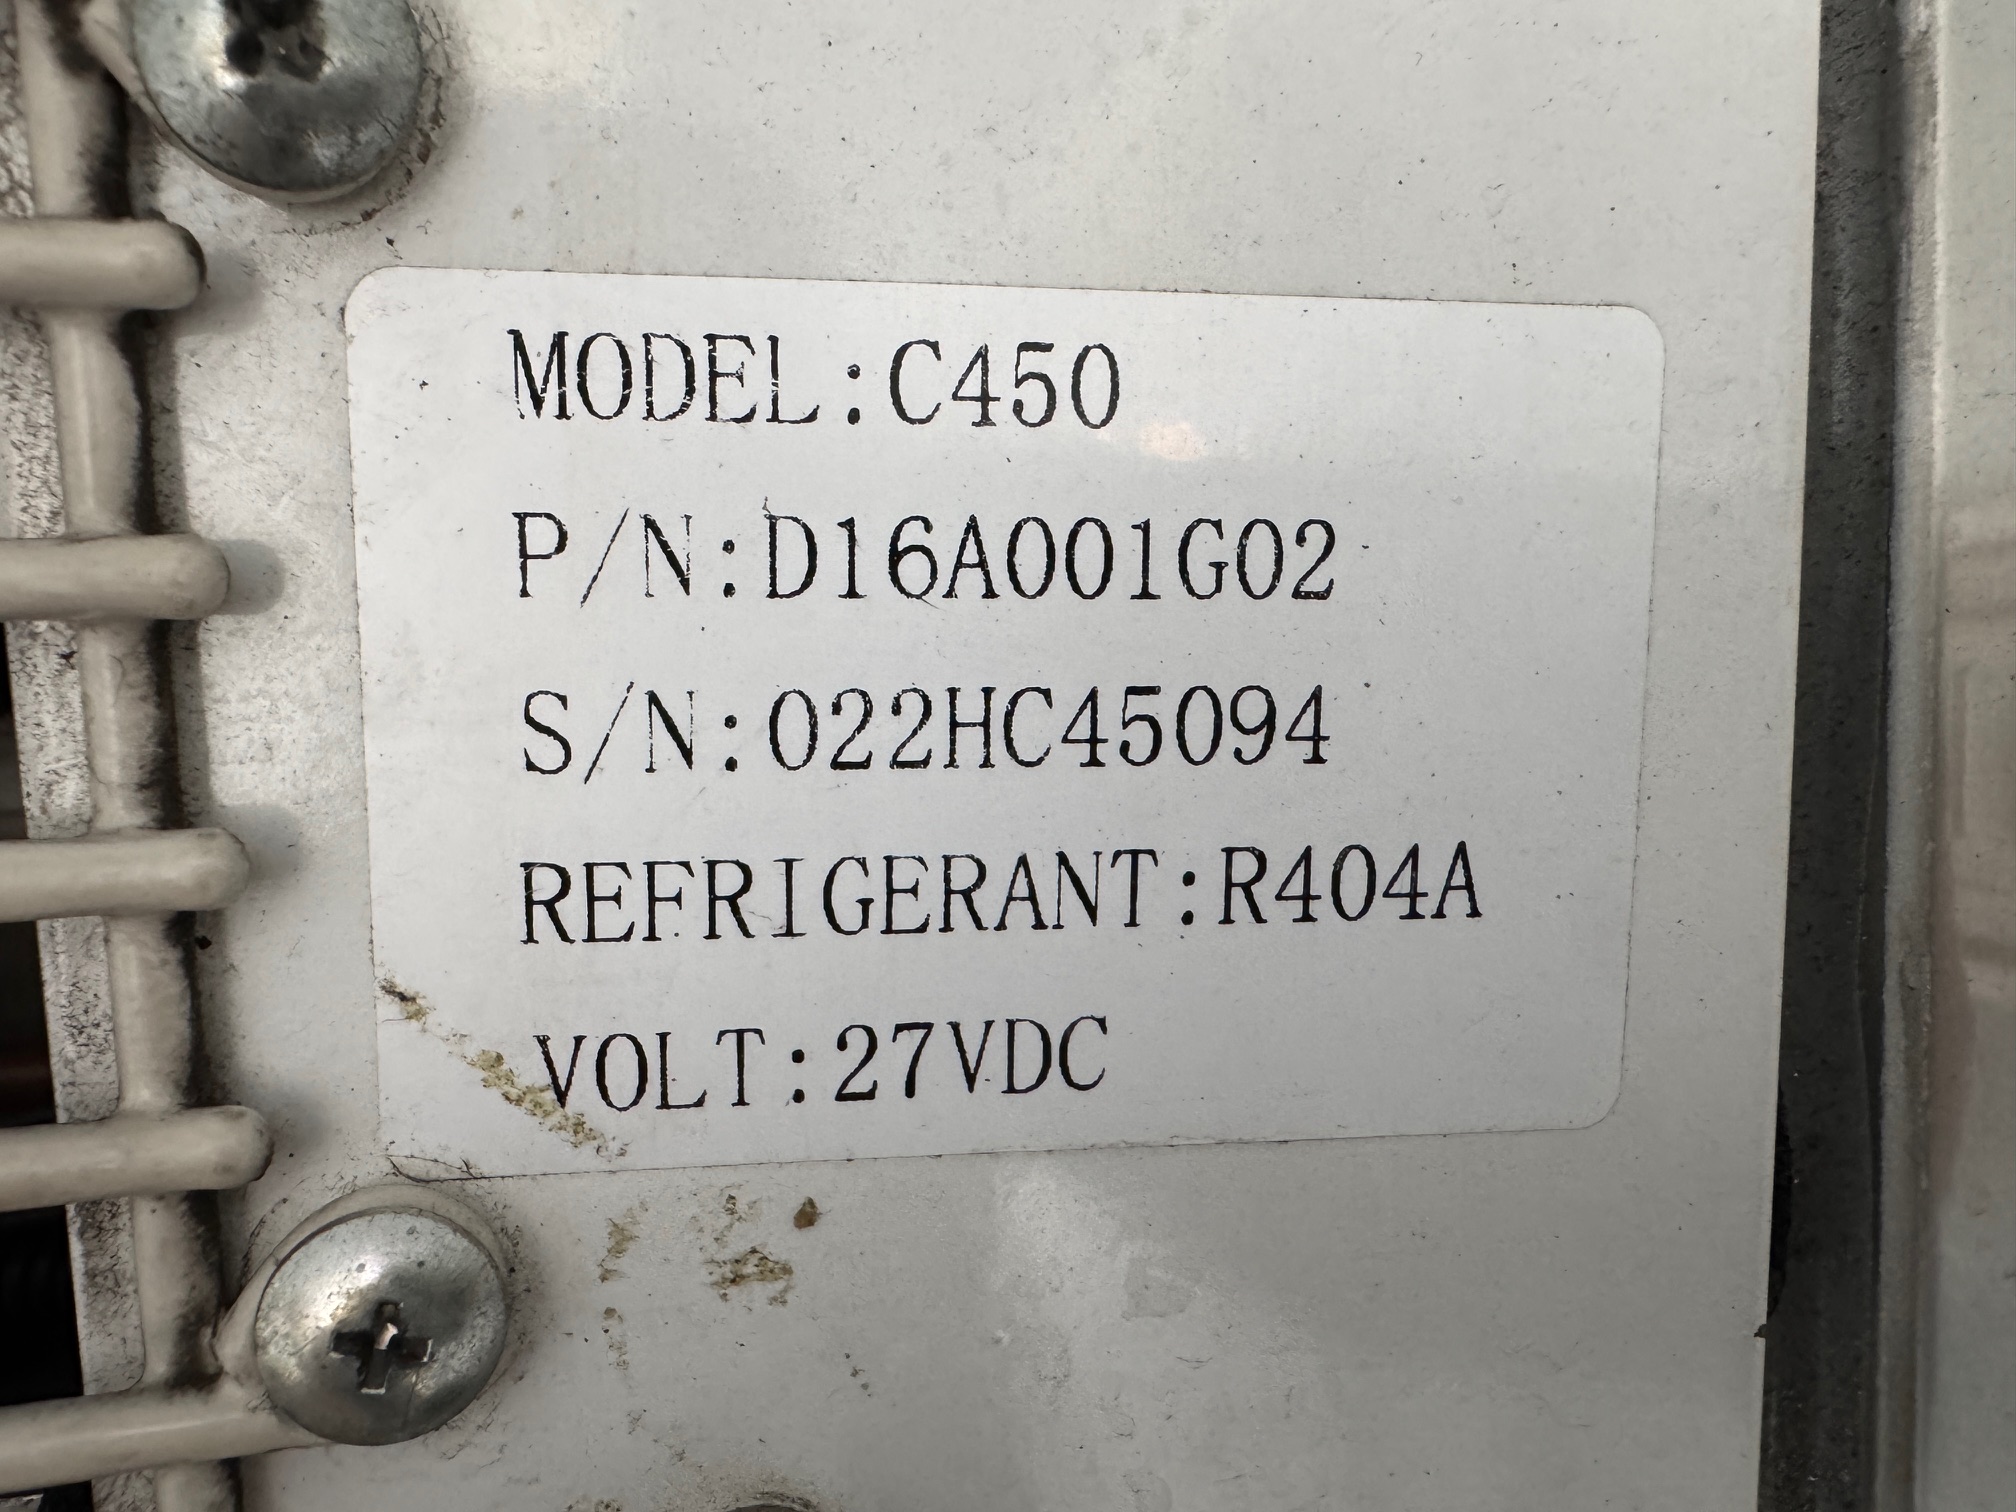 MODEL:C450
P/N:D16A001G02
S/N:022HC45094
REFRIGERANT:R404A
VOLT:27VDC